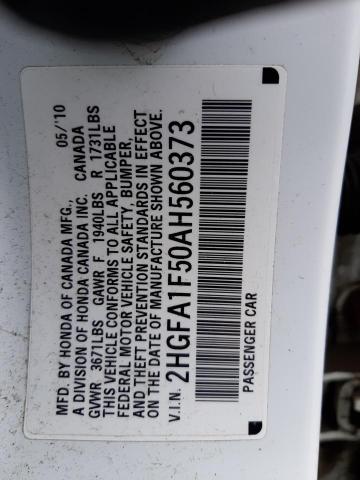 MFD. BY HONDA OF CANADA MFG., 05/'10
A DIVISION OF HONDA CANADA INC. CANADA
GVWR 3671LBS GAWR F 1940LBS R 1731LBS
THIS VEHICLE CONFORMS TO ALL APPLICABLE
FEDERAL MOTOR VEHICLE SAFETY, BUMPER,
AND THEFT PREVENTION STANDARDS IN EFFECT
ON THE DATE OF MANUFACTURE SHOWN ABOVE.
V.I.N. 2HGFA1F50AH560373
PASSENGER CAR